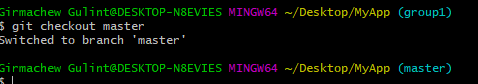 Girmachew Gulint@DESKTOP-N8EVIES MINGW64 ~/Desktop/MyApp (group1)
$ git checkout master
Switched to branch 'master'
Girmachew Gulint@DESKTOP-N8EVIES MINGW64 ~/Desktop/MyApp (master)
$